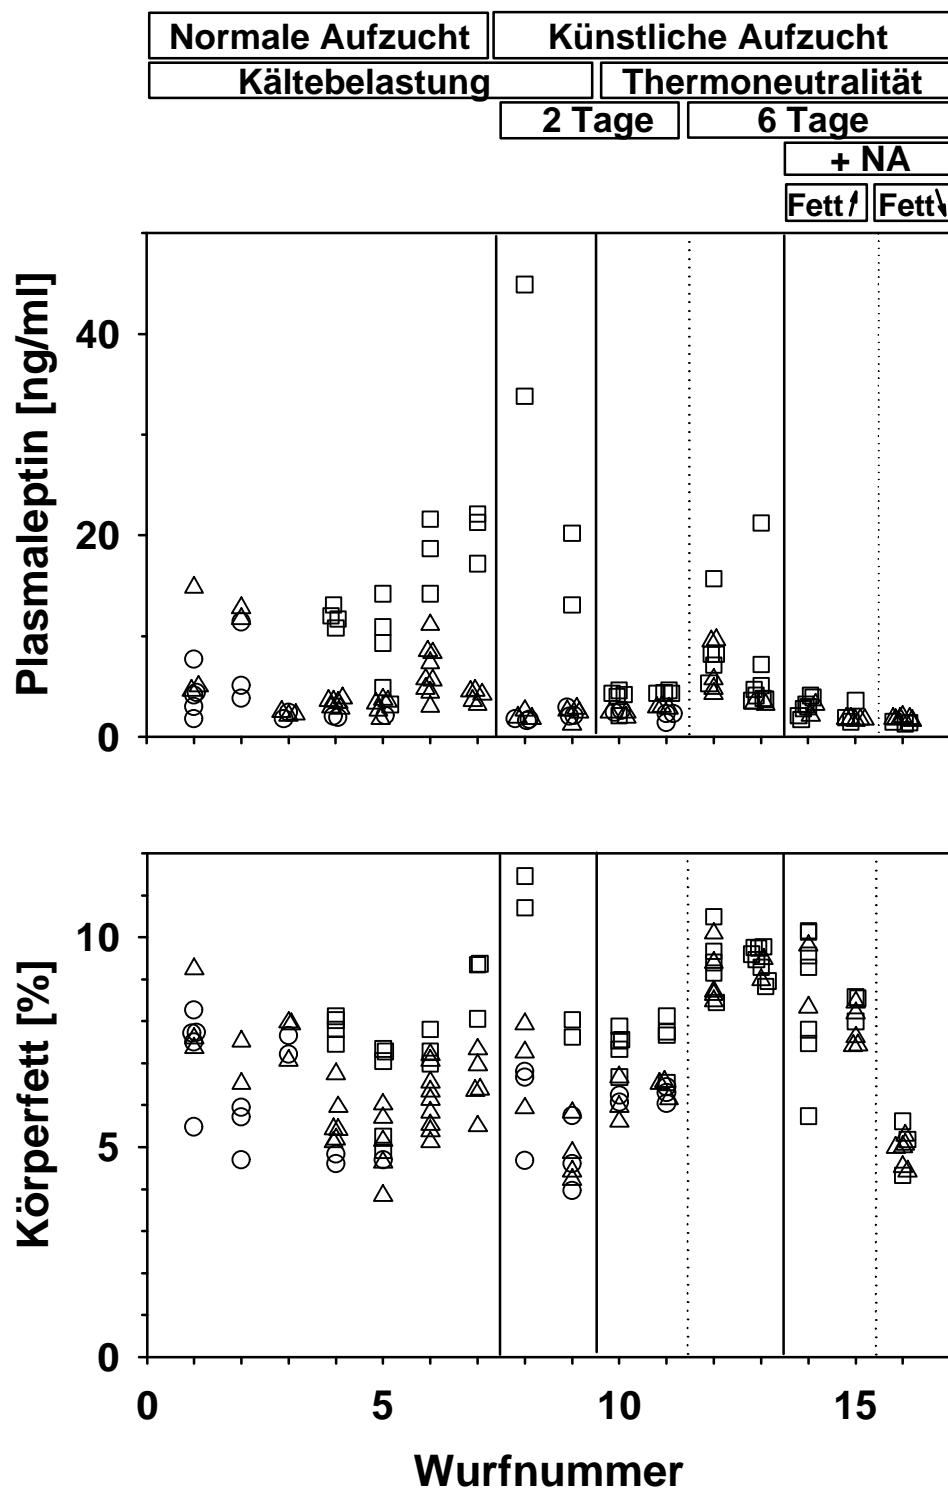 Normale Aufzucht Künstliche Aufzucht
Kältebelastung Thermoneutralität
2 Tage 6 Tage
+ NA
Fett Fett
Plasmaleptin [ng/ml]
40
20
0
Körperfett [%]
10
5
0
0 5 10 15
Wurfnummer